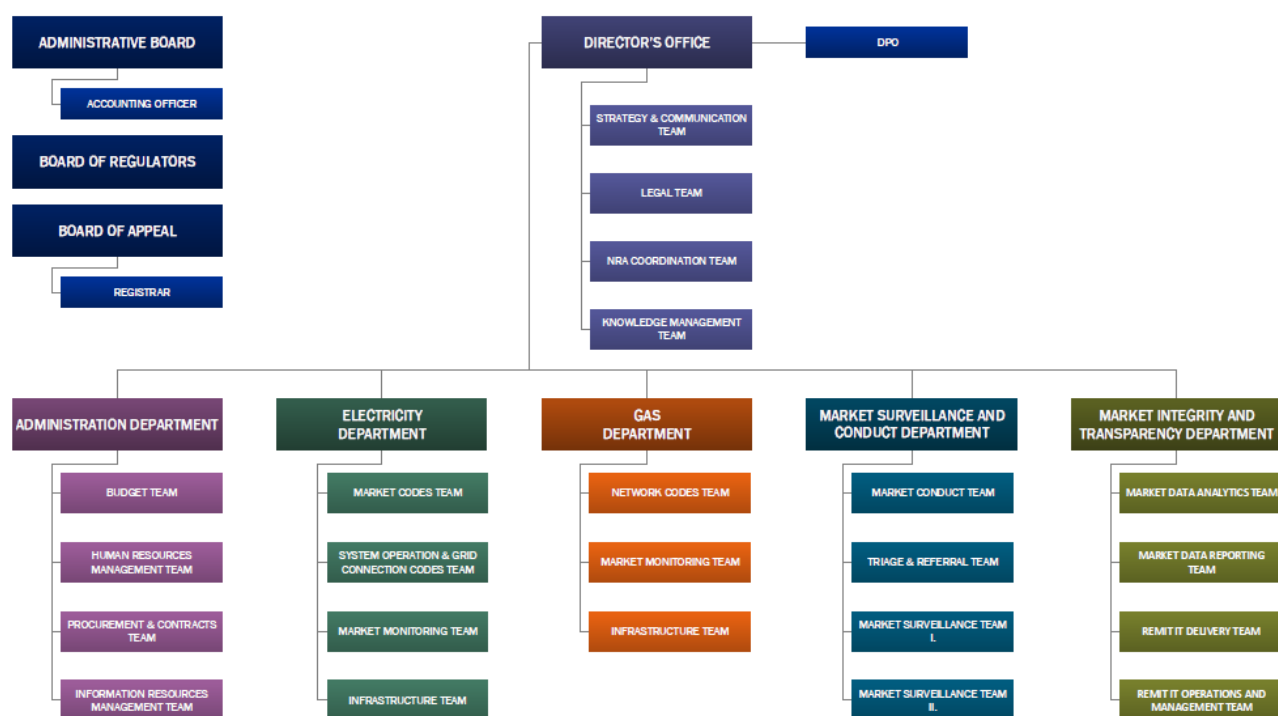 ADMINISTRATIVE BOARD
ACCOUNTING OFFICER
BOARD OF REGULATORS
BOARD OF APPEAL
REGISTRAR
DIRECTOR'S OFFICE
DPO
STRATEGY & COMMUNICATION
TEAM
LEGAL TEAM
NRA COORDINATION TEAM
KNOWLEDGE MANAGEMENT
TEAM
ADMINISTRATION DEPARTMENT
BUDGET TEAM
HUMAN RESOURCES
MANAGEMENT TEAM
PROCUREMENT & CONTRACTS
TEAM
INFORMATION RESOURCES
MANAGEMENT TEAM
ELECTRICITY
DEPARTMENT
MARKET CODES TEAM
SYSTEM OPERATION & GRID
CONNECTION CODES TEAM
MARKET MONITORING TEAM
INFRASTRUCTURE TEAM
GAS
DEPARTMENT
NETWORK CODES TEAM
MARKET MONITORING TEAM
INFRASTRUCTURE TEAM
MARKET SURVEILLANCE AND
CONDUCT DEPARTMENT
MARKET CONDUCT TEAM
TRIAGE & REFERRAL TEAM
MARKET SURVEILLANCE TEAM
I.
MARKET SURVEILLANCE TEAM
II.
MARKET INTEGRITY AND
TRANSPARENCY DEPARTMENT
MARKET DATA ANALYTICS TEAM
MARKET DATA REPORTING
TEAM
REMIT IT DELIVERY TEAM
REMIT IT OPERATIONS AND
MANAGEMENT TEAM